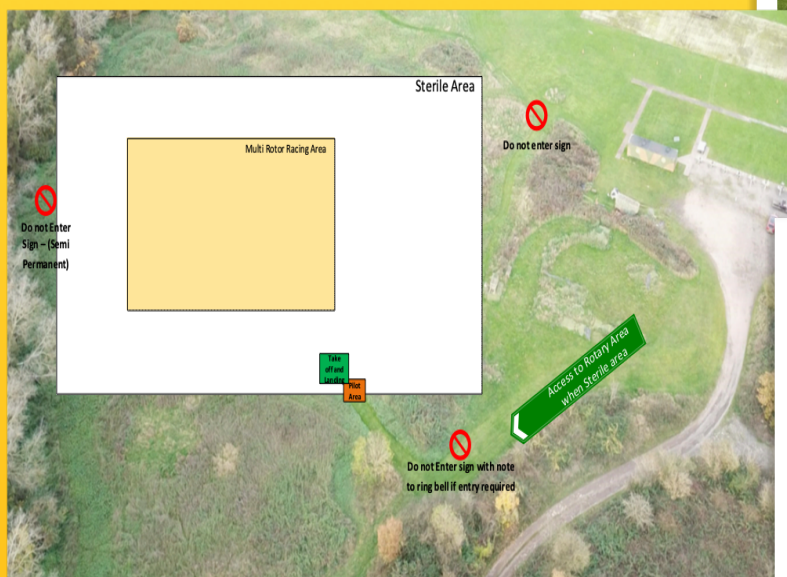 Sterile Area
Multi Rotor Racing Area
Do not enter sign
Do not Enter
Sign – (Semi
Permanent)
Take
off and
Landing
Pilot
Area
Access to Rotary Area
when Sterile area
Do not Enter sign with note
to ring bell if entry required